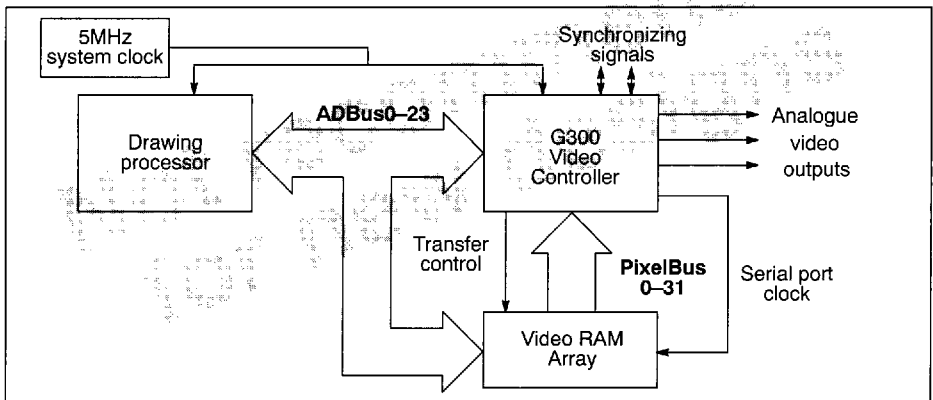 5MHz
system clock
Synchronizing
signals
ADBus0–23
Drawing
processor
G300
Video
Controller
Analogue
video
outputs
Transfer
control
PixelBus
0–31
Serial port
clock
Video RAM
Array